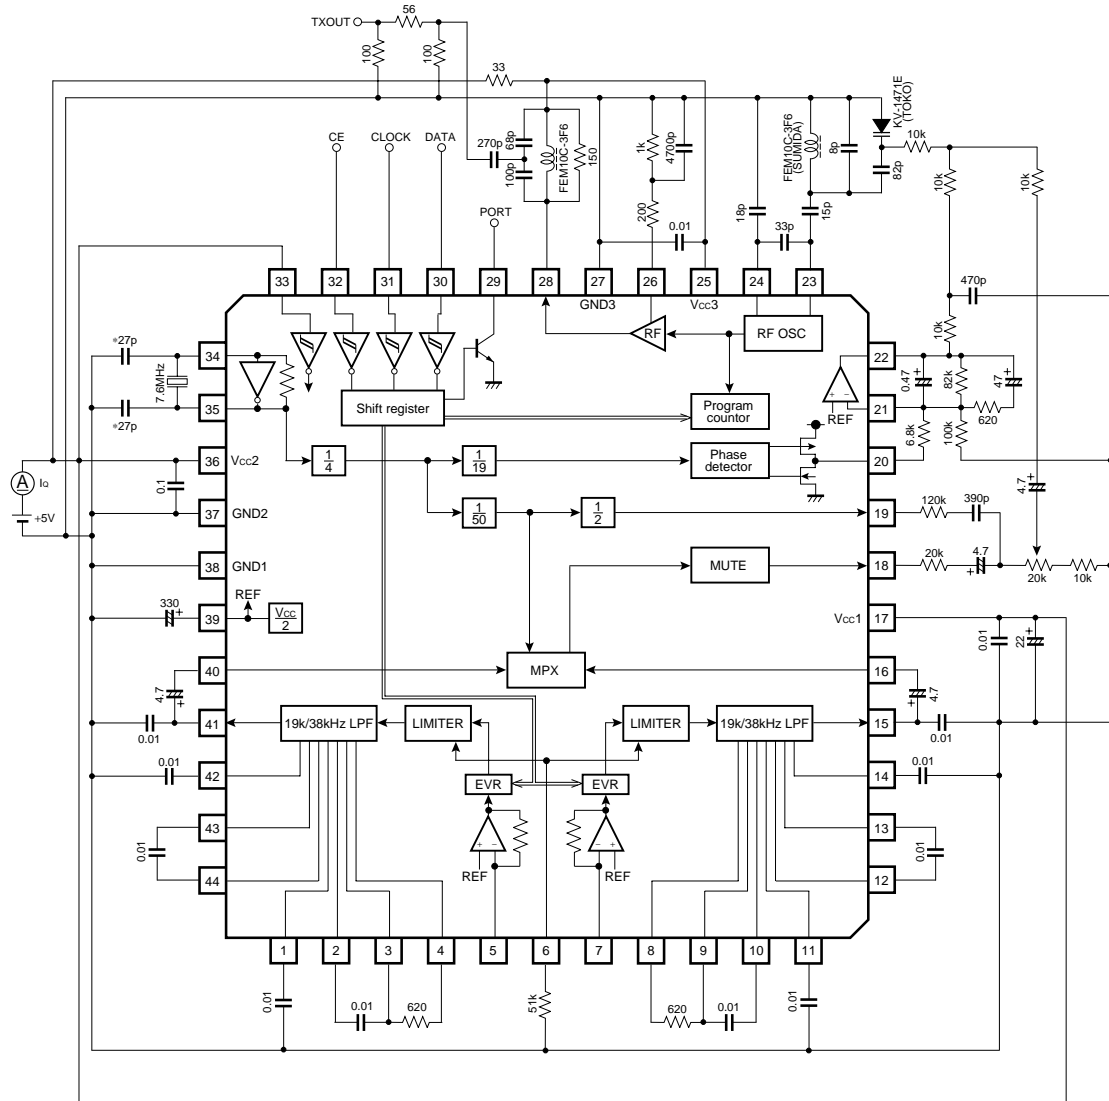 TXOUT
56
100
100
33
CE
CLOCK
DATA
PORT
270p
68p
100p
FEM10C-3F6
150
1k
4700p
200
0.01
18p
33p
15p
FEM10C-3F6
(SUMIDA)
8p
KV-1471E
(TOKO)
82p
10k
10k
10k
470p
10k
33
32
31
30
29
28
27
26
25
24
23
GND3
Vcc3
RF
RF OSC
*27p
7.6MHz
*27p
34
35
Shift register
Program
countor
22
21
REF
0.47
+
82k
47
+
620
6.8k
100k
A
IQ
+5V
0.1
36
Vcc2
1
4
1
19
Phase
detector
20
37
GND2
1
50
1
2
19
120k
390p
4.7
+
38
GND1
MUTE
18
20k
4.7
+
20k
10k
330
+
39
REF
Vcc
2
Vcc1
17
0.01
22
+
40
MPX
16
4.7
+
4.7
+
0.01
41
19k/38kHz LPF
LIMITER
LIMITER
19k/38kHz LPF
15
0.01
0.01
42
EVR
EVR
14
0.01
43
+ −
− +
13
0.01
44
REF
REF
12
0.01
1
2
3
4
5
6
7
8
9
10
11
0.01
0.01
620
51k
620
0.01
0.01
+ −